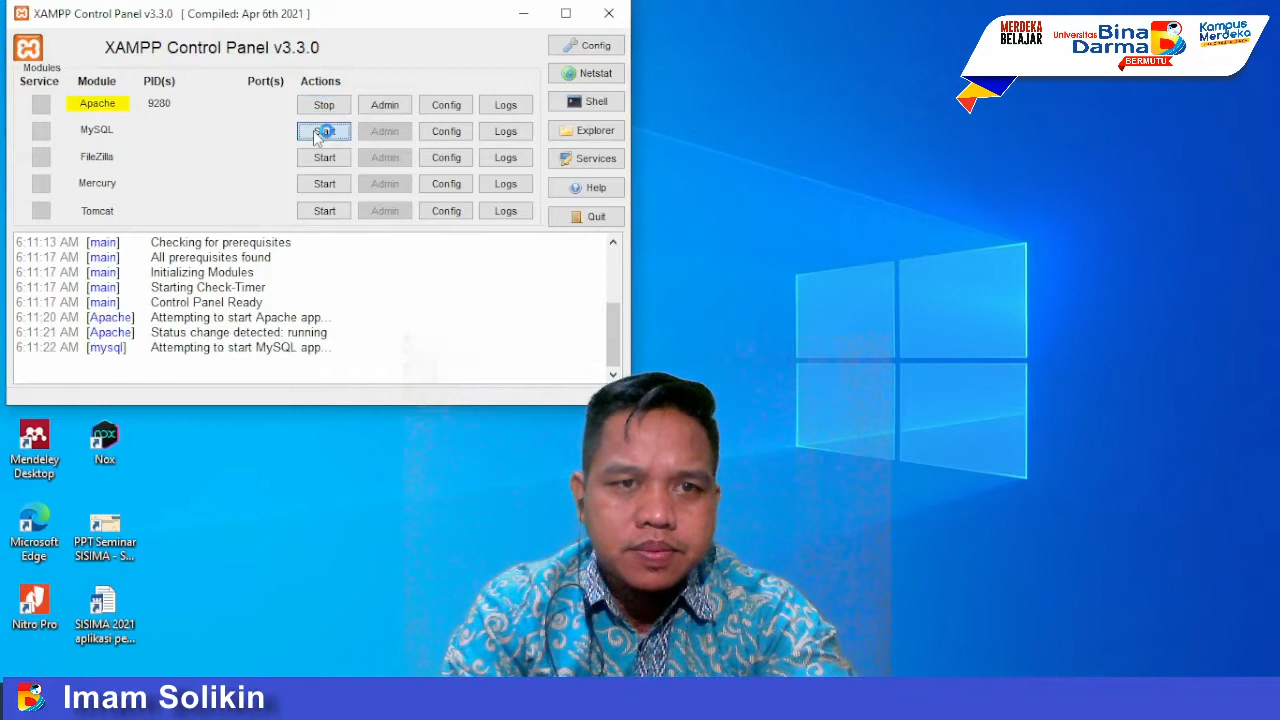 XAMPP Control Panel v3.3.0 [ Compiled: Apr 6th 2021 ]
XAMPP Control Panel v3.3.0
Config
Modules
Service Module PID(s) Port(s) Actions
Netstat
Apache 9280 Stop Admin Config Logs
Shell
MySQL Start Admin Config Logs
Explorer
FileZilla Start Admin Config Logs
Services
Mercury Start Admin Config Logs
Help
Tomcat Start Admin Config Logs
Quit
6:11:13 AM [main] Checking for prerequisites
6:11:17 AM [main] All prerequisites found
6:11:17 AM [main] Initializing Modules
6:11:17 AM [main] Starting Check-Timer
6:11:17 AM [main] Control Panel Ready
6:11:20 AM [Apache] Attempting to start Apache app...
6:11:21 AM [Apache] Status change detected: running
6:11:22 AM [mysql] Attempting to start MySQL app...
MERDEKA
BELAJAR
Universitas Bina
Darma
BERMUTU
Kampus
Merdeka
Mendeley
Desktop
Nox
Microsoft
Edge
PPT Seminar
SISIMA - S...
Nitro Pro
SISIMA 2021
aplikasi pe...
Imam Solikin